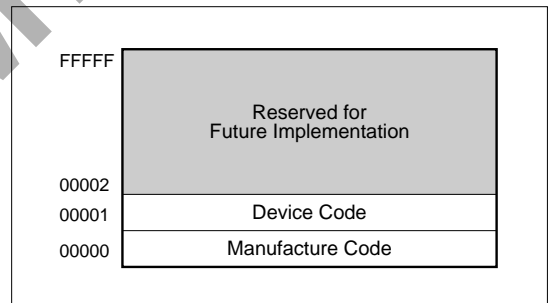 FFFFF
Reserved for
Future Implementation
00002
00001 Device Code
00000 Manufacture Code